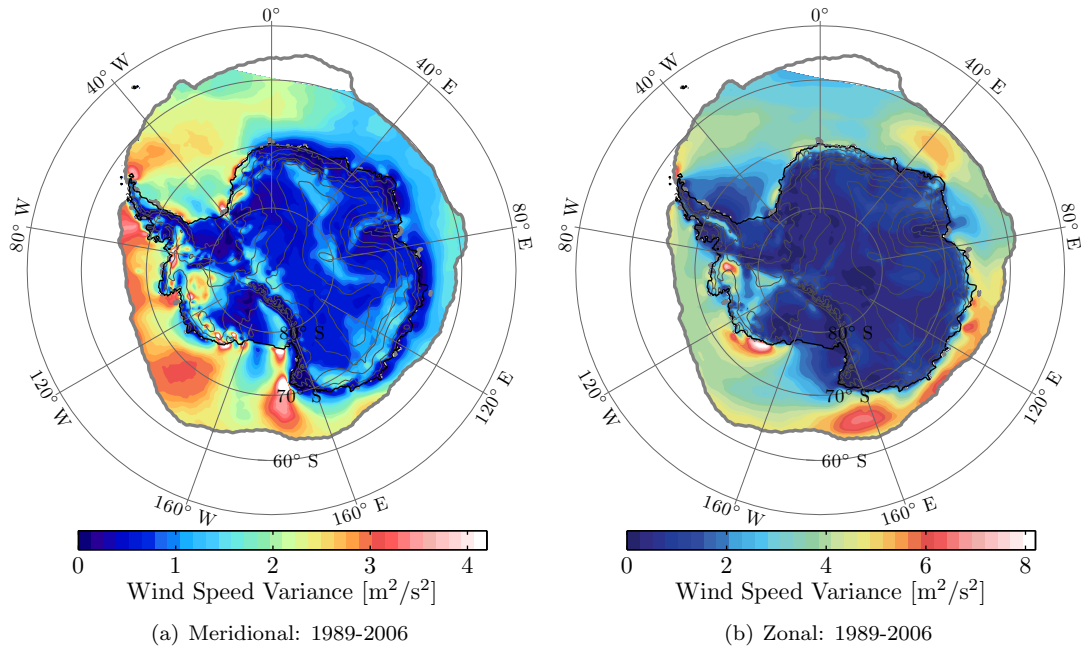 0°
40° W
40° E
80° W
80° E
80° S
120° W
70° S
120° E
60° S
160° W
160° E
0 1 2 3 4
Wind Speed Variance [m²/s²]
(a) Meridional: 1989-2006
0°
40° W
40° E
80° W
80° E
80° S
120° W
70° S
120° E
60° S
160° W
160° E
0 2 4 6 8
Wind Speed Variance [m²/s²]
(b) Zonal: 1989-2006